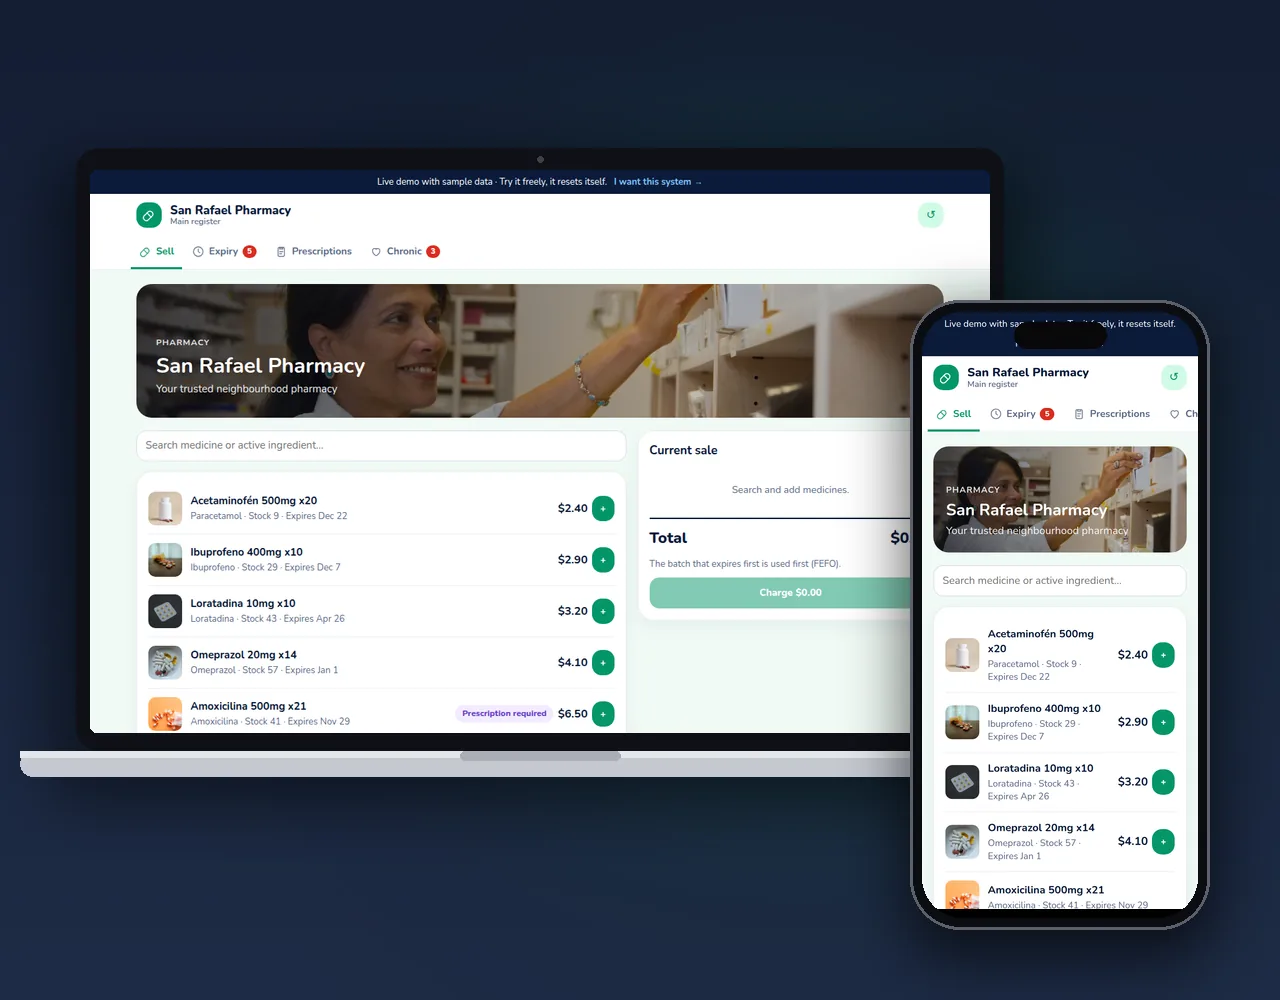 Live demo with sample data · Try it freely, it resets itself. I want this system →
San Rafael Pharmacy
Main register
Sell
Expiry 5
Prescriptions
Chronic 3
PHARMACY
San Rafael Pharmacy
Your trusted neighbourhood pharmacy
Search medicine or active ingredient...
Acetaminofén 500mg x20
Paracetamol · Stock 9 · Expires Dec 22
$2.40
+
Ibuprofeno 400mg x10
Ibuprofeno · Stock 29 · Expires Dec 7
$2.90
+
Loratadina 10mg x10
Loratadina · Stock 43 · Expires Apr 26
$3.20
+
Omeprazol 20mg x14
Omeprazol · Stock 57 · Expires Jan 1
$4.10
+
Amoxicilina 500mg x21
Amoxicilina · Stock 41 · Expires Nov 29
Prescription required
$6.50
+
Current sale
Search and add medicines.
Total
$0
The batch that expires first is used first (FEFO).
Charge $0.00
Live demo with it resets itself.
San Rafael Pharmacy
Main register
Sell
Expiry 5
Prescriptions
Ch
PHARMACY
San Rafael Pharmacy
Your trusted neighbourhood pharmacy
Search medicine or active ingredient...
Acetaminofén 500mg
x20
Paracetamol · Stock 9 ·
Expires Dec 22
$2.40
+
Ibuprofeno 400mg x10
Ibuprofeno · Stock 29 ·
Expires Dec 7
$2.90
+
Loratadina 10mg x10
Loratadina · Stock 43 ·
Expires Apr 26
$3.20
+
Omeprazol 20mg x14
Omeprazol · Stock 57 ·
Expires Jan 1
$4.10
+
Amoxicilina 500mg x21
Amoxicilina · Stock 41 · Expires Nov 29